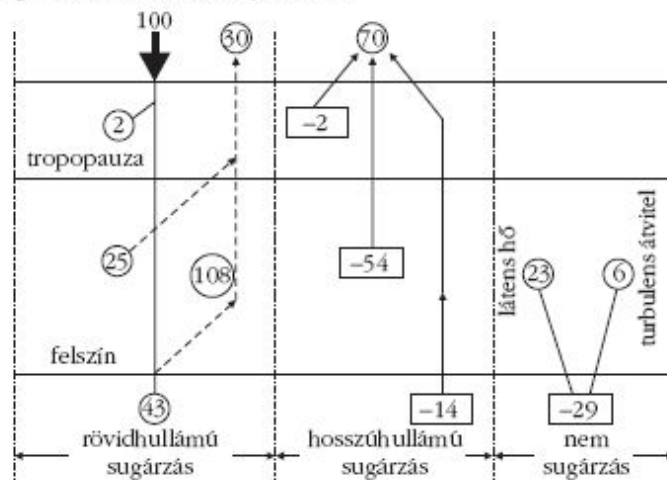 100
30
70
2
−2
tropopauza
25
108
−54
látens hő
23
6
turbulens átvitel
felszín
43
−14
−29
rövidhullámú
sugárzás
hosszúhullámú
sugárzás
nem
sugárzás